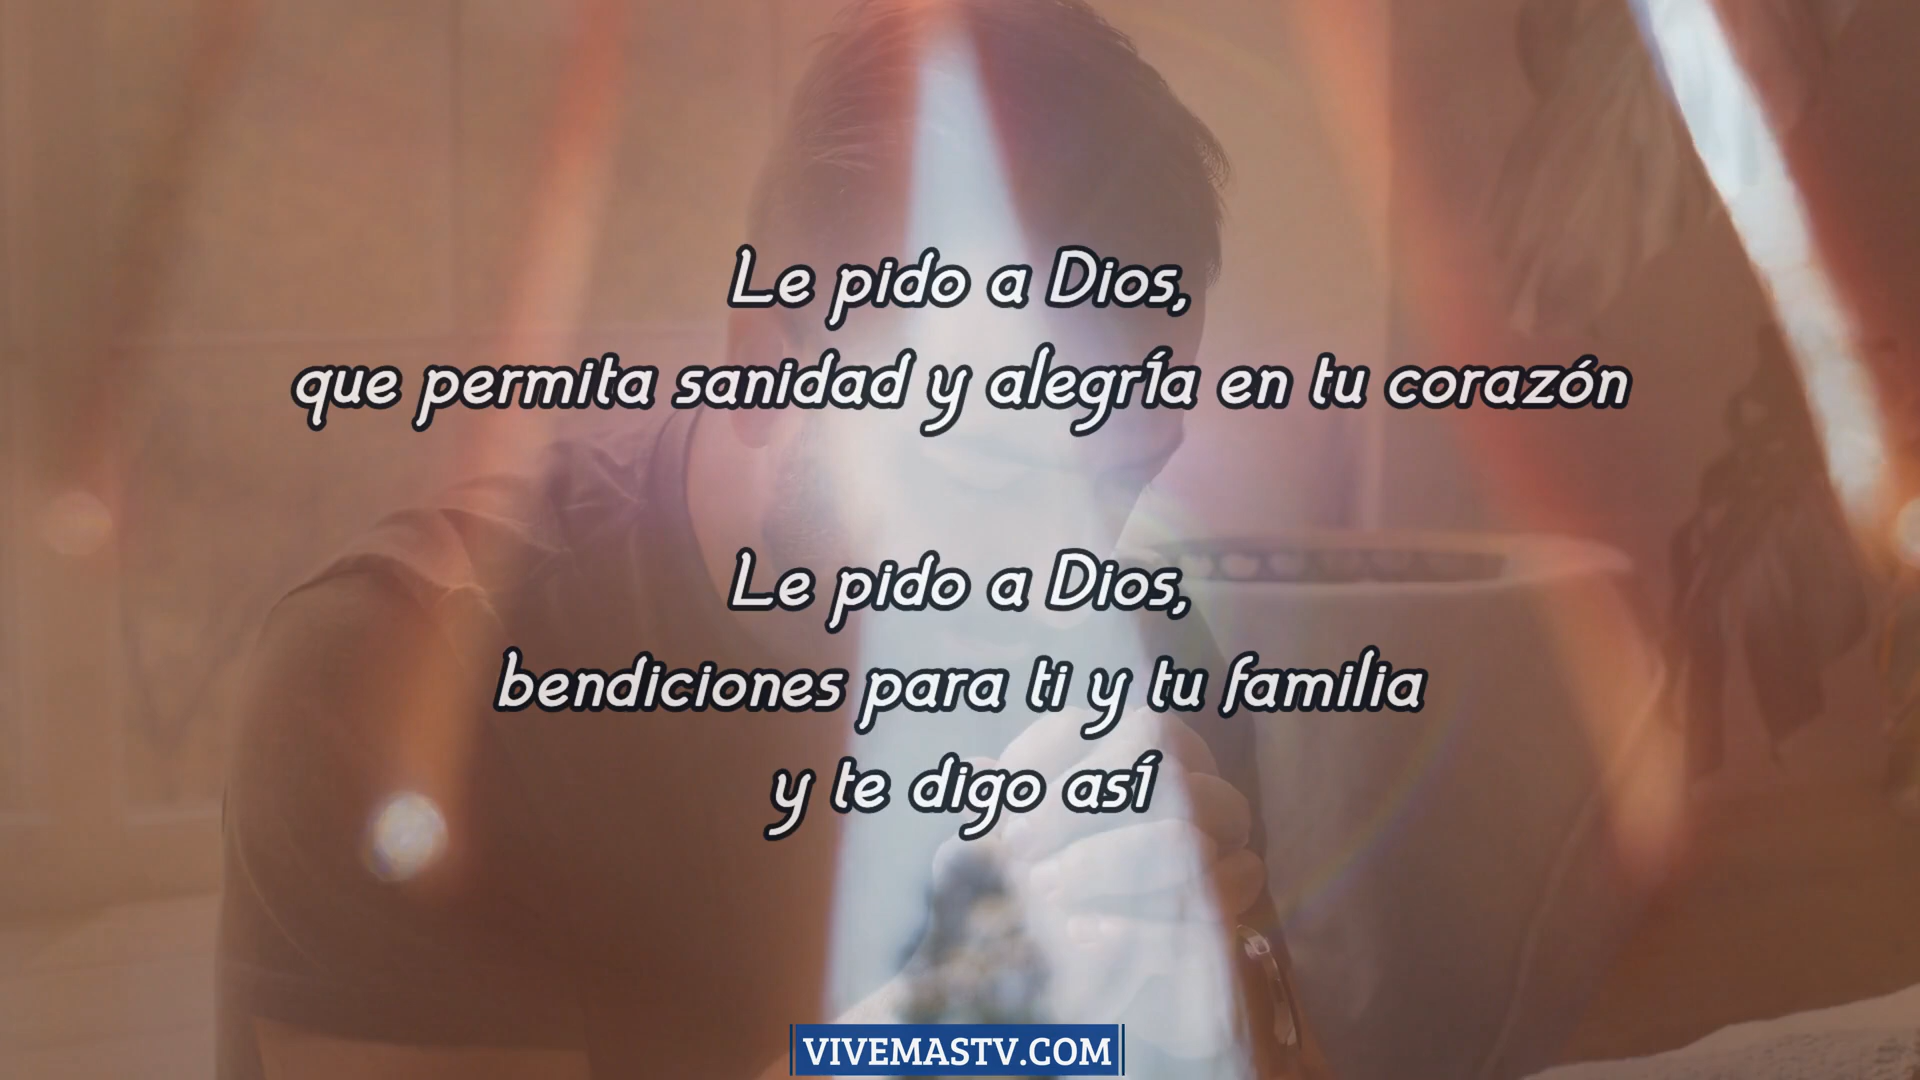 Le pido a Dios,
que permita sanidad y alegría en tu corazón
Le pido a Dios,
bendiciones para ti y tu familia
y te digo así
VIVEMASTV.COM